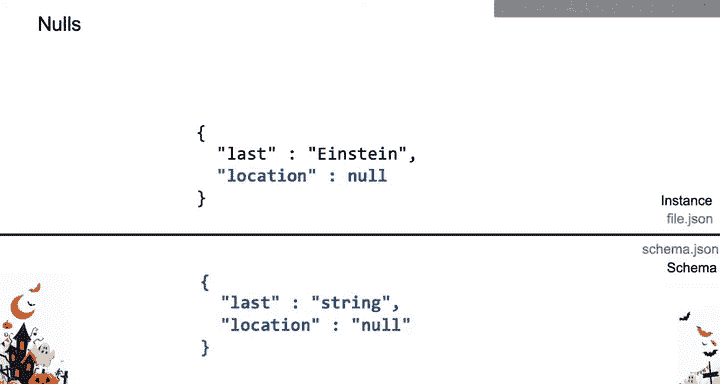 Nulls
{
"last" : "Einstein",
"location" : null
}
Instance
file.json
schema.json
Schema
{
"last" : "string",
"location" : "null"
}